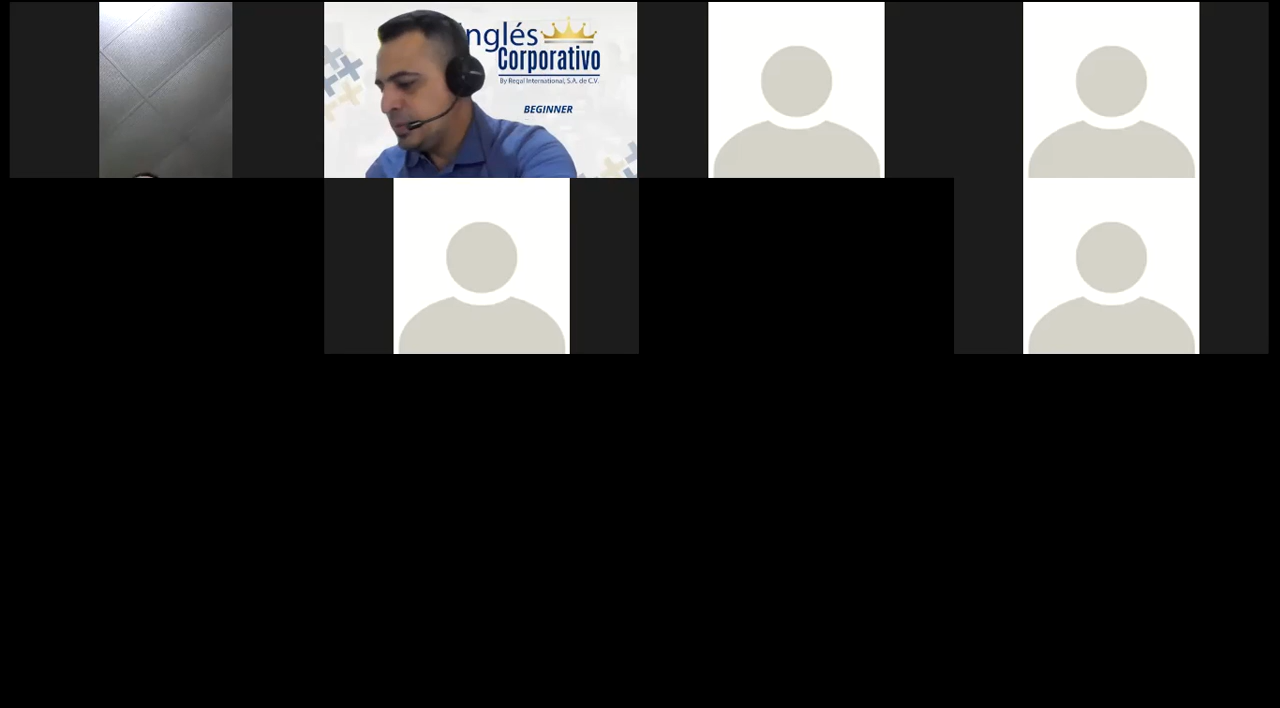 nglés
Corporativo
By Regal International, S.A. de C.V.
BEGINNER